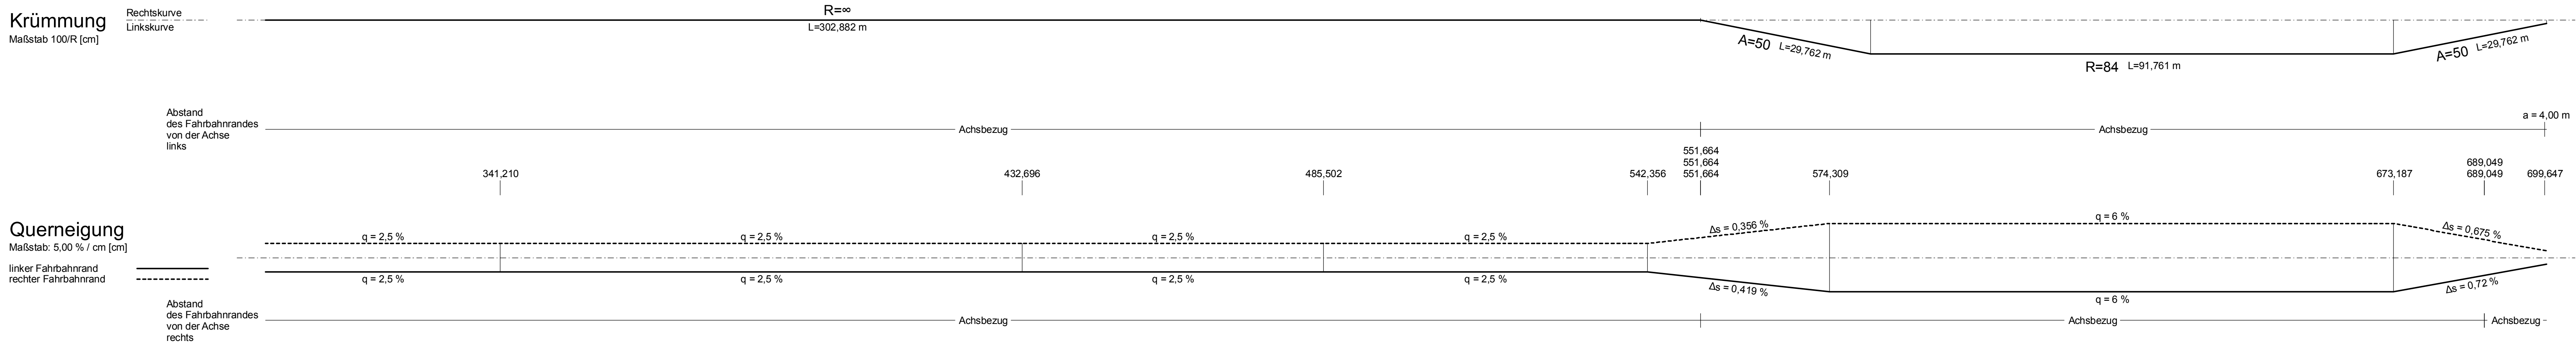 Krümmung
Maßstab 100/R [cm]
Rechtskurve
Linkskurve
R=∞
L=302,882 m
A=50 L=29,762 m
R=84 L=91,761 m
A=50 L=29,762 m
Abstand
des Fahrbahnrandes
von der Achse
links
Achsbezug
Achsbezug
a = 4,00 m
341,210
432,696
485,502
542,356
551,664
551,664
551,664
574,309
673,187
689,049
689,049
699,647
Querneigung
Maßstab: 5,00 % / cm [cm]
linker Fahrbahnrand
rechter Fahrbahnrand
q = 2,5 %
q = 2,5 %
q = 2,5 %
q = 2,5 %
Δs = 0,356 %
q = 6 %
Δs = 0,675 %
q = 2,5 %
q = 2,5 %
q = 2,5 %
q = 2,5 %
Δs = 0,419 %
q = 6 %
Δs = 0,72 %
Abstand
des Fahrbahnrandes
von der Achse
rechts
Achsbezug
Achsbezug
Achsbezug